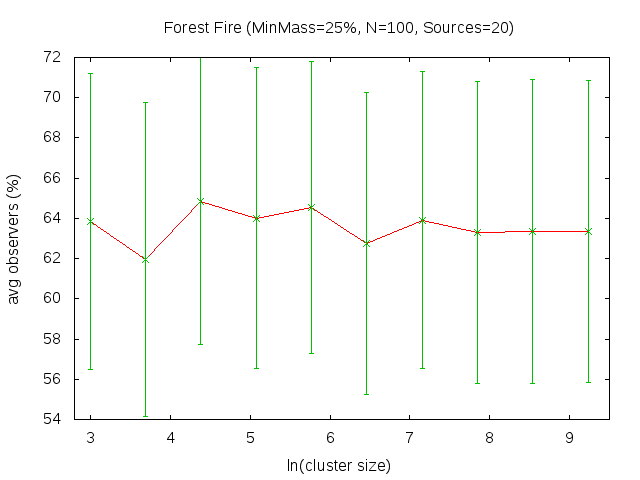 Forest Fire (MinMass=25%, N=100, Sources=20)
72
70
68
66
64
62
60
58
56
54
avg observers (%)
3 4 5 6 7 8 9
ln(cluster size)